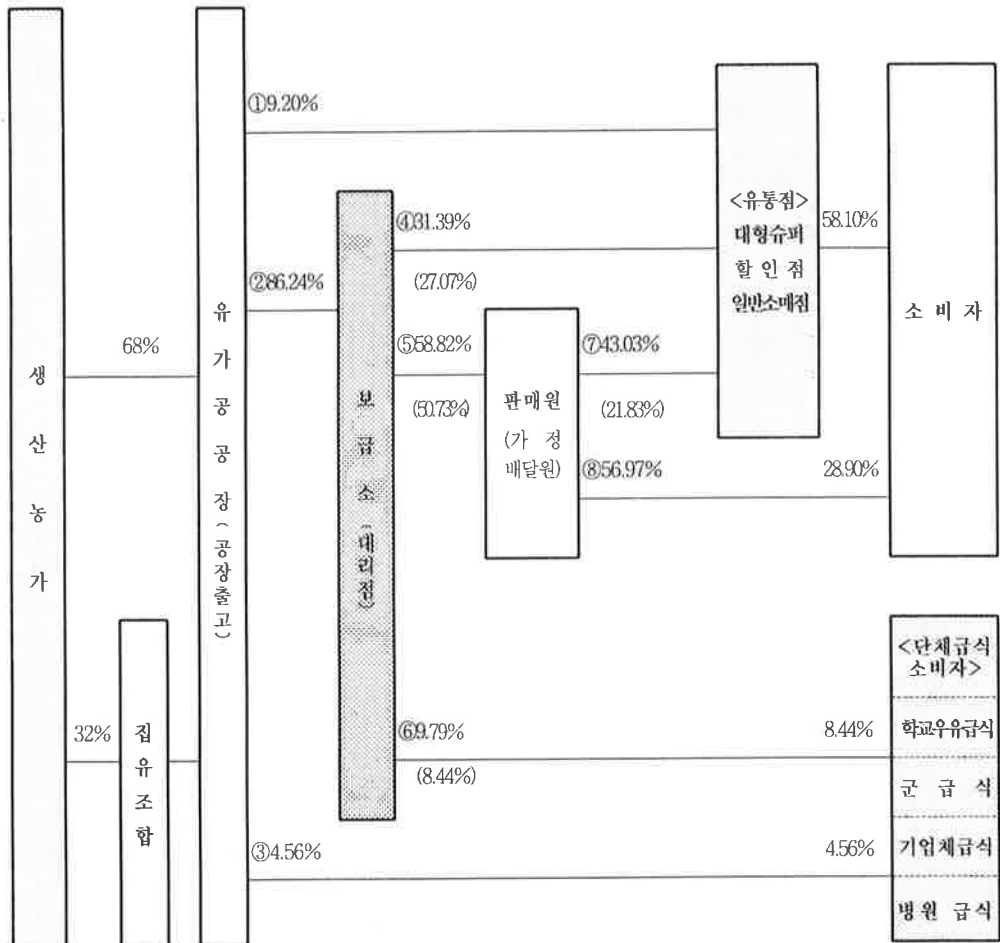 생산농가
68%
32%
집유조합
유가공공장(공장출고)
①9.20%
②86.24%
③4.56%
보급소(대리점)
④31.39%
(27.07%)
⑤58.82%
(50.73%)
⑥9.79%
(8.44%)
판매원
(가 정
배달원)
⑦43.03%
(21.83%)
⑧56.97%
<유통점>
대형슈퍼
할 인 점
일반소매점
58.10%
28.90%
소 비 자
8.44%
4.56%
<단체급식
소비자>
학교우유급식
군 급 식
기업체급식
병원 급식